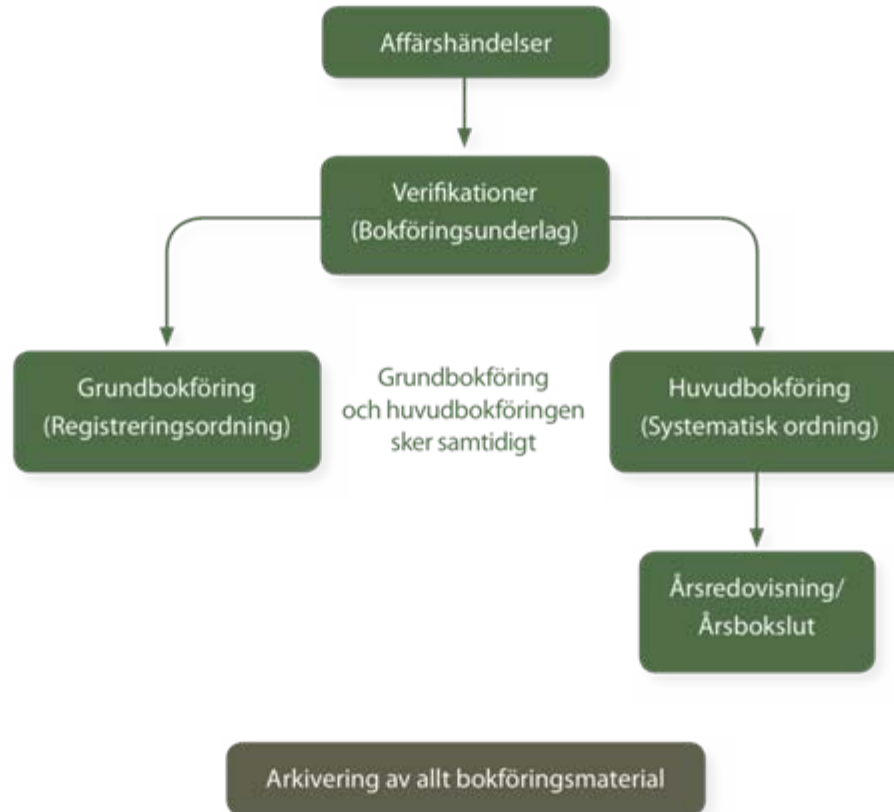 Affärshändelser
Verifikationer
(Bokföringsunderlag)
Grundbokföring
(Registreringsordning)
Grundbokföring
och huvudbokföringen
sker samtidigt
Huvudbokföring
(Systematisk ordning)
Årsredovisning/
Årsbokslut
Arkivering av allt bokföringsmaterial